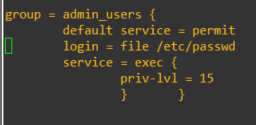 group = admin_users {
        default service = permit
        login = file /etc/passwd
        service = exec {
                priv-lvl = 15
                }       }